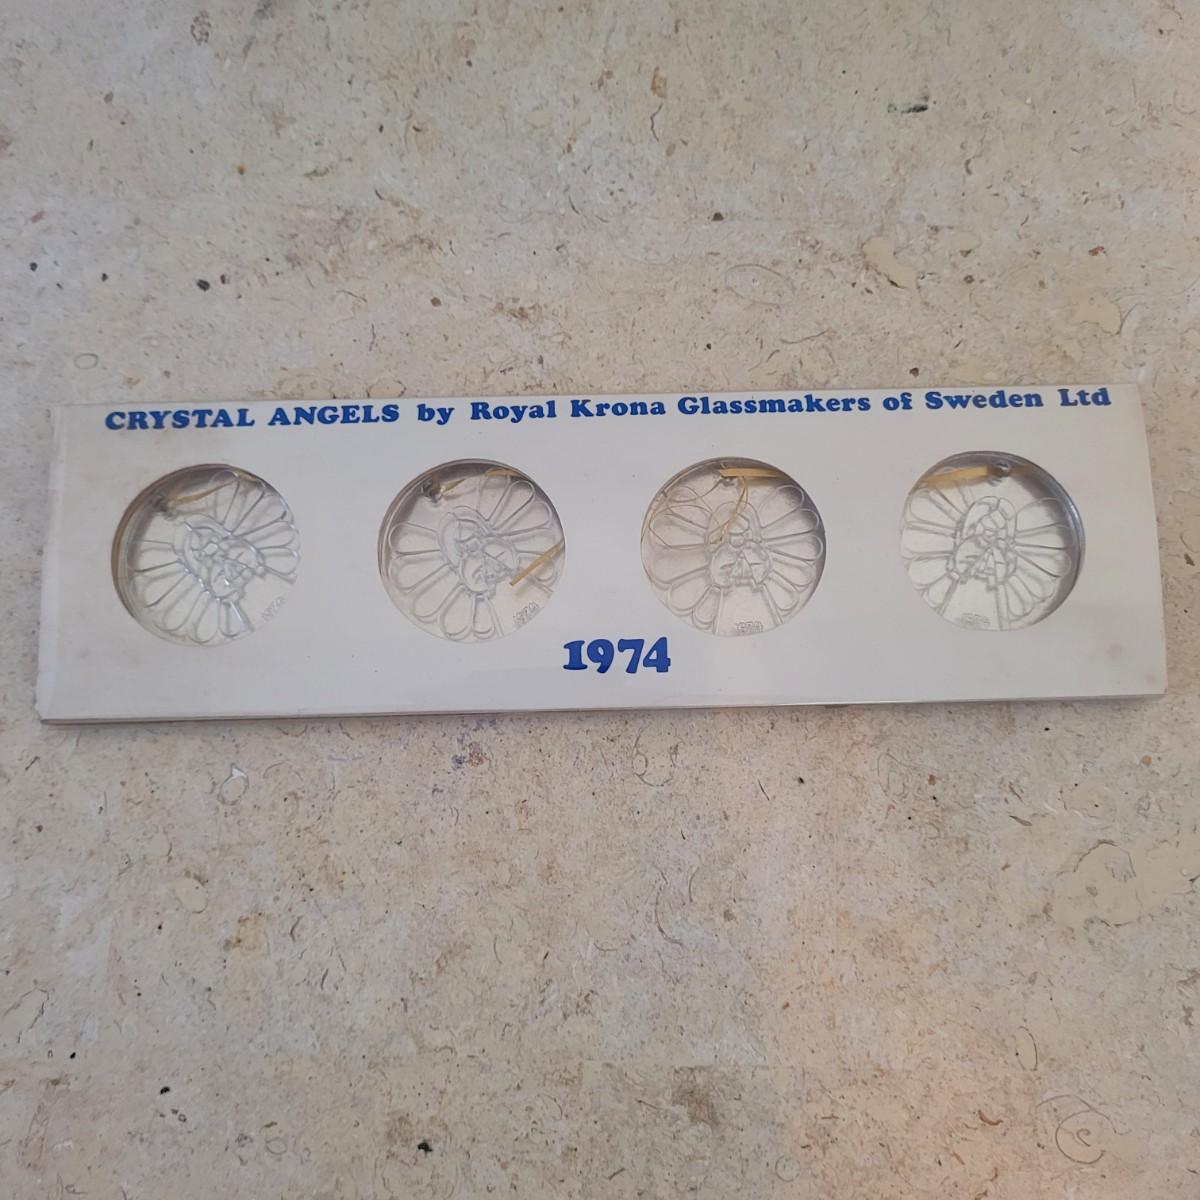 CRYSTAL ANGELS by Royal Krona Glassmakers of Sweden Ltd
1974